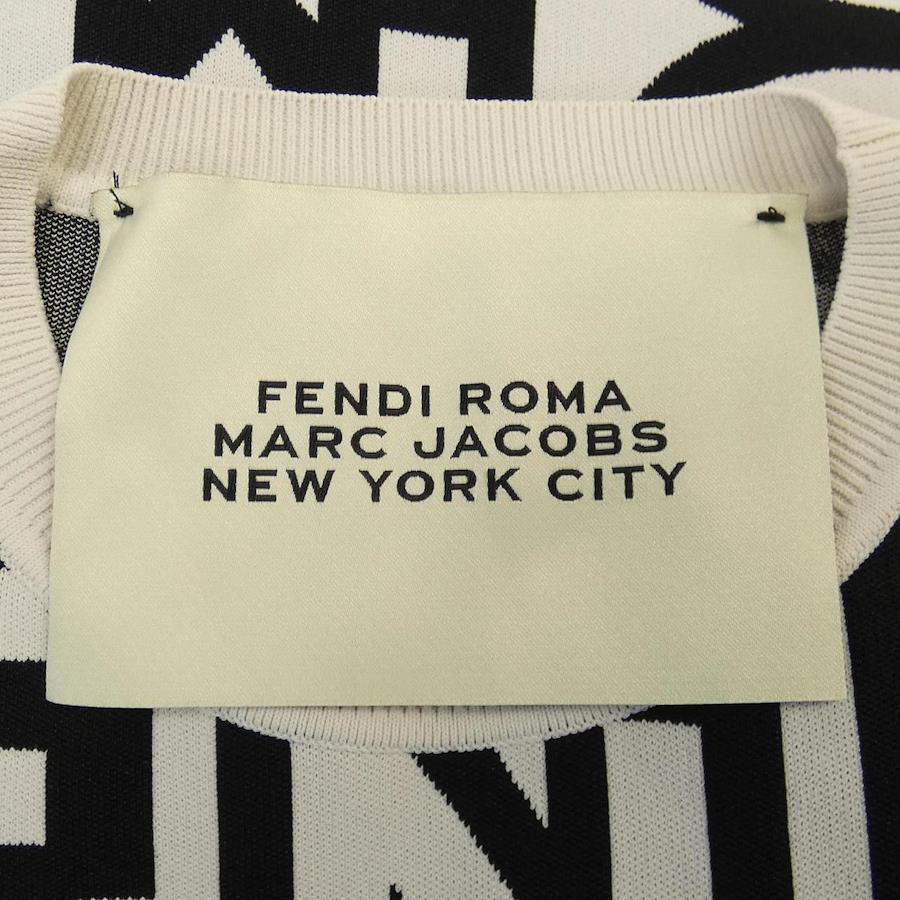 FENDI ROMA
MARC JACOBS
NEW YORK CITY